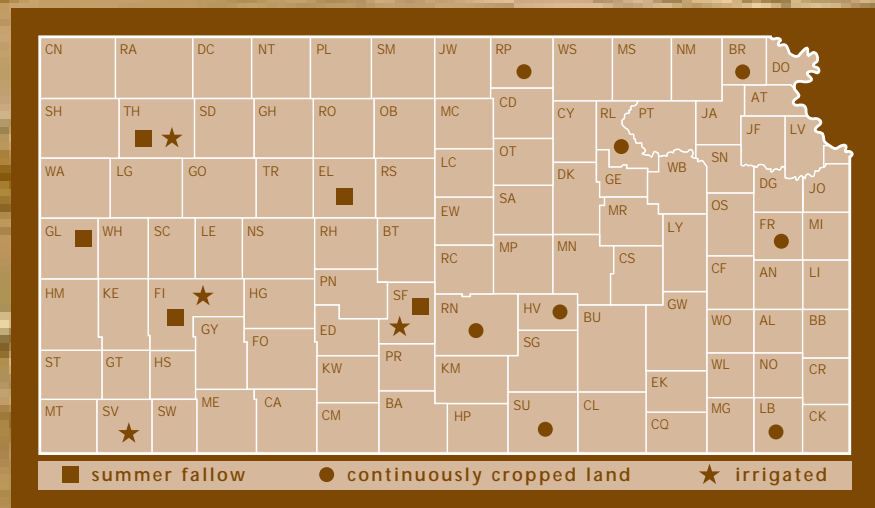 CN RA DC NT PL SM JW RP WS MS NM BR DO
SH TH SD GH RO OB MC CD CY RL PT JA AT
JF LV
WA LG GO TR EL RS LC OT DK GE WB SN DG JO
EW SA MR OS
GL WH SC LE NS RH BT RC MP MN CS LY FR MI
HM KE FI HG PN SF RN HV BU GW CF AN LI
GY ED FO SG WO AL BB
ST GT HS KW PR KM EK WL NO CR
MT SV SW ME CA CM BA HP SU CL CQ MG LB CK
summer fallow continuously cropped land irrigated